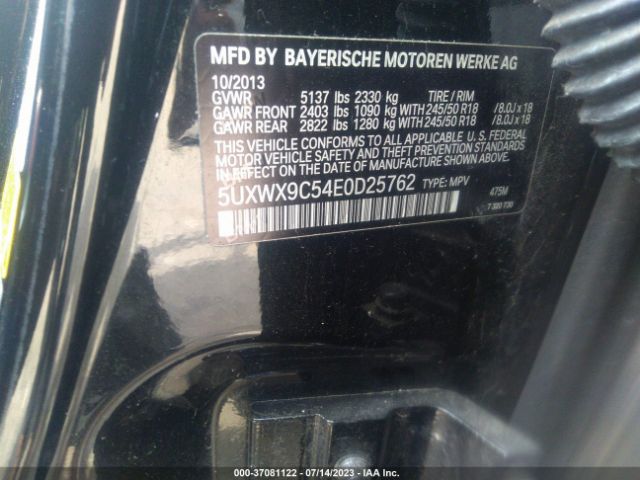 MFD BY BAYERISCHE MOTOREN WERKE AG
10/2013
GVWR 5137 lbs 2330 kg TIRE / RIM
GAWR FRONT 2403 lbs 1090 kg WITH 245/50 R18 / 8.0J x 18
GAWR REAR 2822 lbs 1280 kg WITH 245/50 R18 / 8.0J x 18
THIS VEHICLE CONFORMS TO ALL APPLICABLE U. S. FEDERAL
MOTOR VEHICLE SAFETY AND THEFT PREVENTION STANDARDS
IN EFFECT ON THE DATE OF MANUFACTURE SHOWN ABOVE.
5UXWX9C54E0D25762 TYPE: MPV 475M
7 320 730
000-37081122 / 07/14/2023 / IAA Inc.